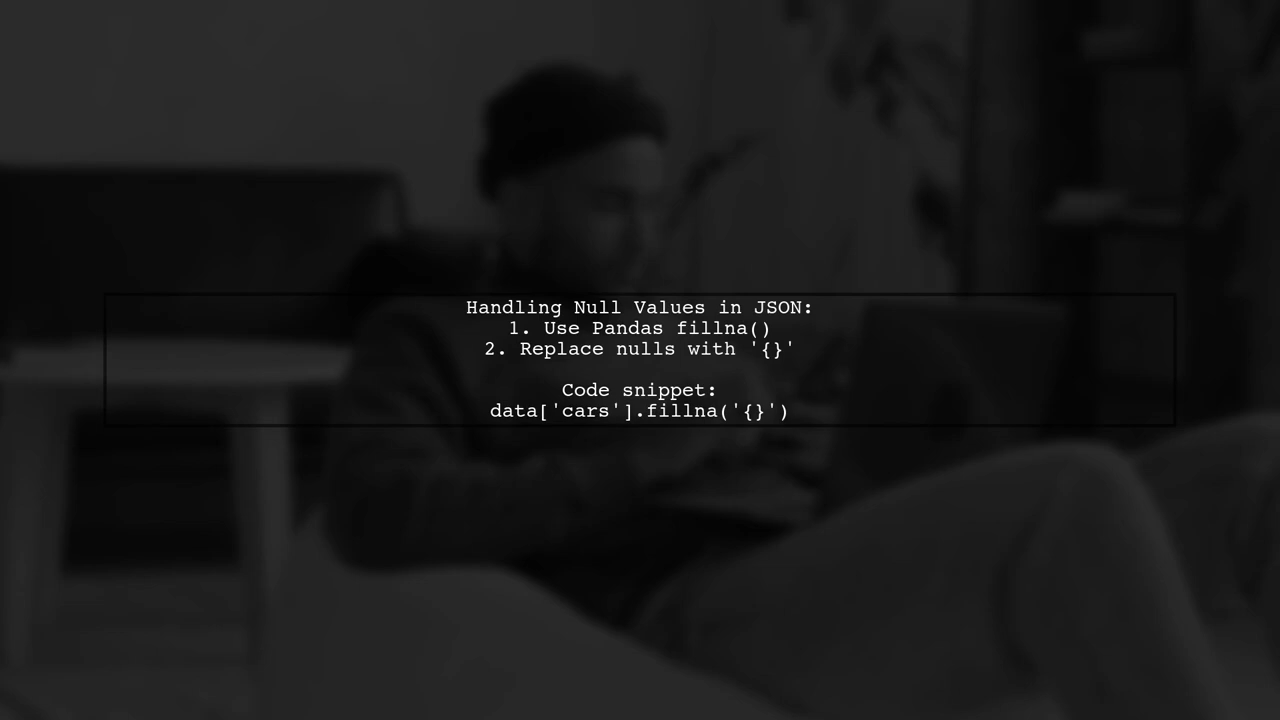 Handling Null Values in JSON:
1. Use Pandas fillna()
2. Replace nulls with '{}'
Code snippet:
data['cars'].fillna('{}')